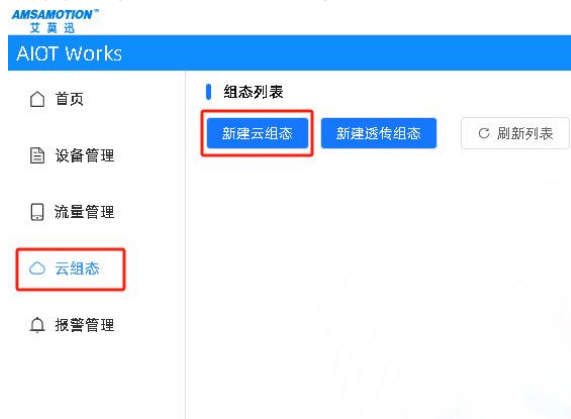 AMSAMOTION™
艾莫迅
AIOT Works
首页
设备管理
流量管理
云组态
报警管理
组态列表
新建云组态 新建透传组态 刷新列表